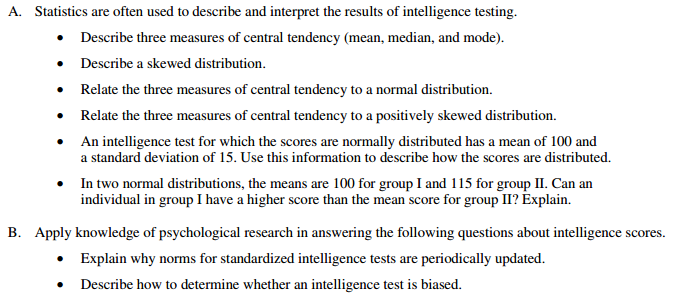 A. Statistics are often used to describe and interpret the results of intelligence testing.
• Describe three measures of central tendency (mean, median, and mode).
• Describe a skewed distribution.
• Relate the three measures of central tendency to a normal distribution.
• Relate the three measures of central tendency to a positively skewed distribution.
• An intelligence test for which the scores are normally distributed has a mean of 100 and
a standard deviation of 15. Use this information to describe how the scores are distributed.
• In two normal distributions, the means are 100 for group I and 115 for group II. Can an
individual in group I have a higher score than the mean score for group II? Explain.
B. Apply knowledge of psychological research in answering the following questions about intelligence scores.
• Explain why norms for standardized intelligence tests are periodically updated.
• Describe how to determine whether an intelligence test is biased.